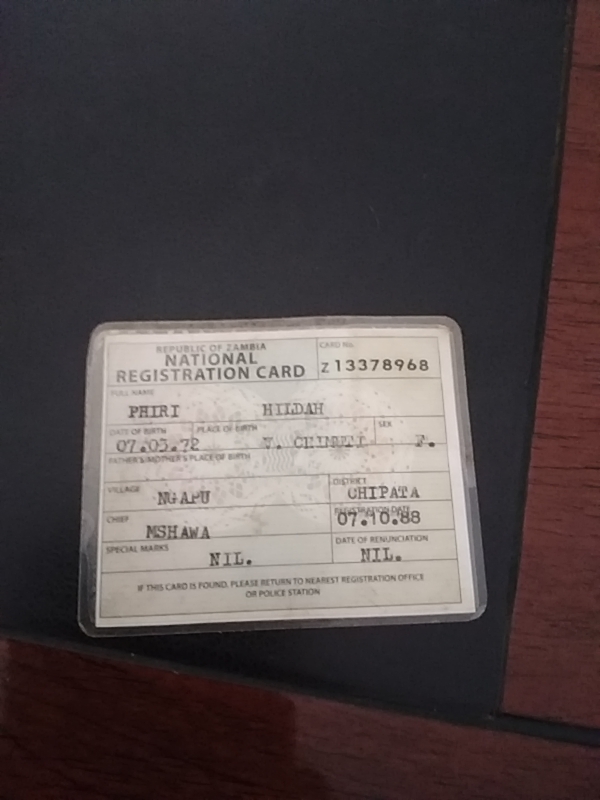 REPUBLIC OF ZAMBIA
NATIONAL
REGISTRATION CARD
CARD No.
Z 13378968
FULL NAME
PHIRI HILDAH
DATE OF BIRTH PLACE OF BIRTH SEX
07.05.72 V. F.
FATHER'S/MOTHER'S PLACE OF BIRTH
VILLAGE NGAPU
DISTRICT
CHIPATA
CHIEF
MSHAWA
REGISTRATION DATE
07.10.88
SPECIAL MARKS
NIL.
DATE OF RENUNCIATION
NIL.
IF THIS CARD IS FOUND, PLEASE RETURN TO NEAREST REGISTRATION OFFICE
OR POLICE STATION